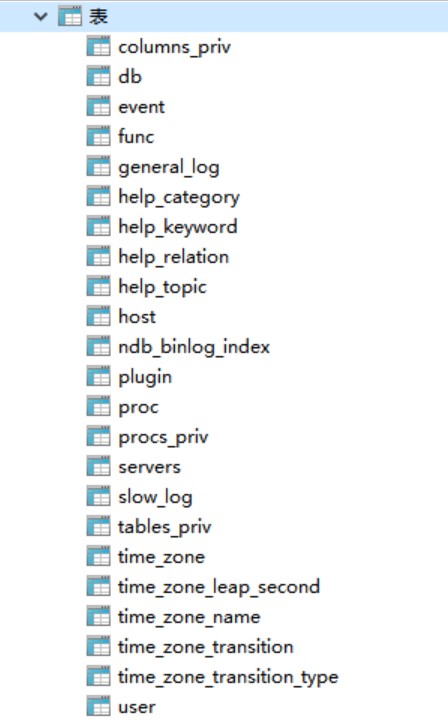 表
columns_priv
db
event
func
general_log
help_category
help_keyword
help_relation
help_topic
host
ndb_binlog_index
plugin
proc
procs_priv
servers
slow_log
tables_priv
time_zone
time_zone_leap_second
time_zone_name
time_zone_transition
time_zone_transition_type
user